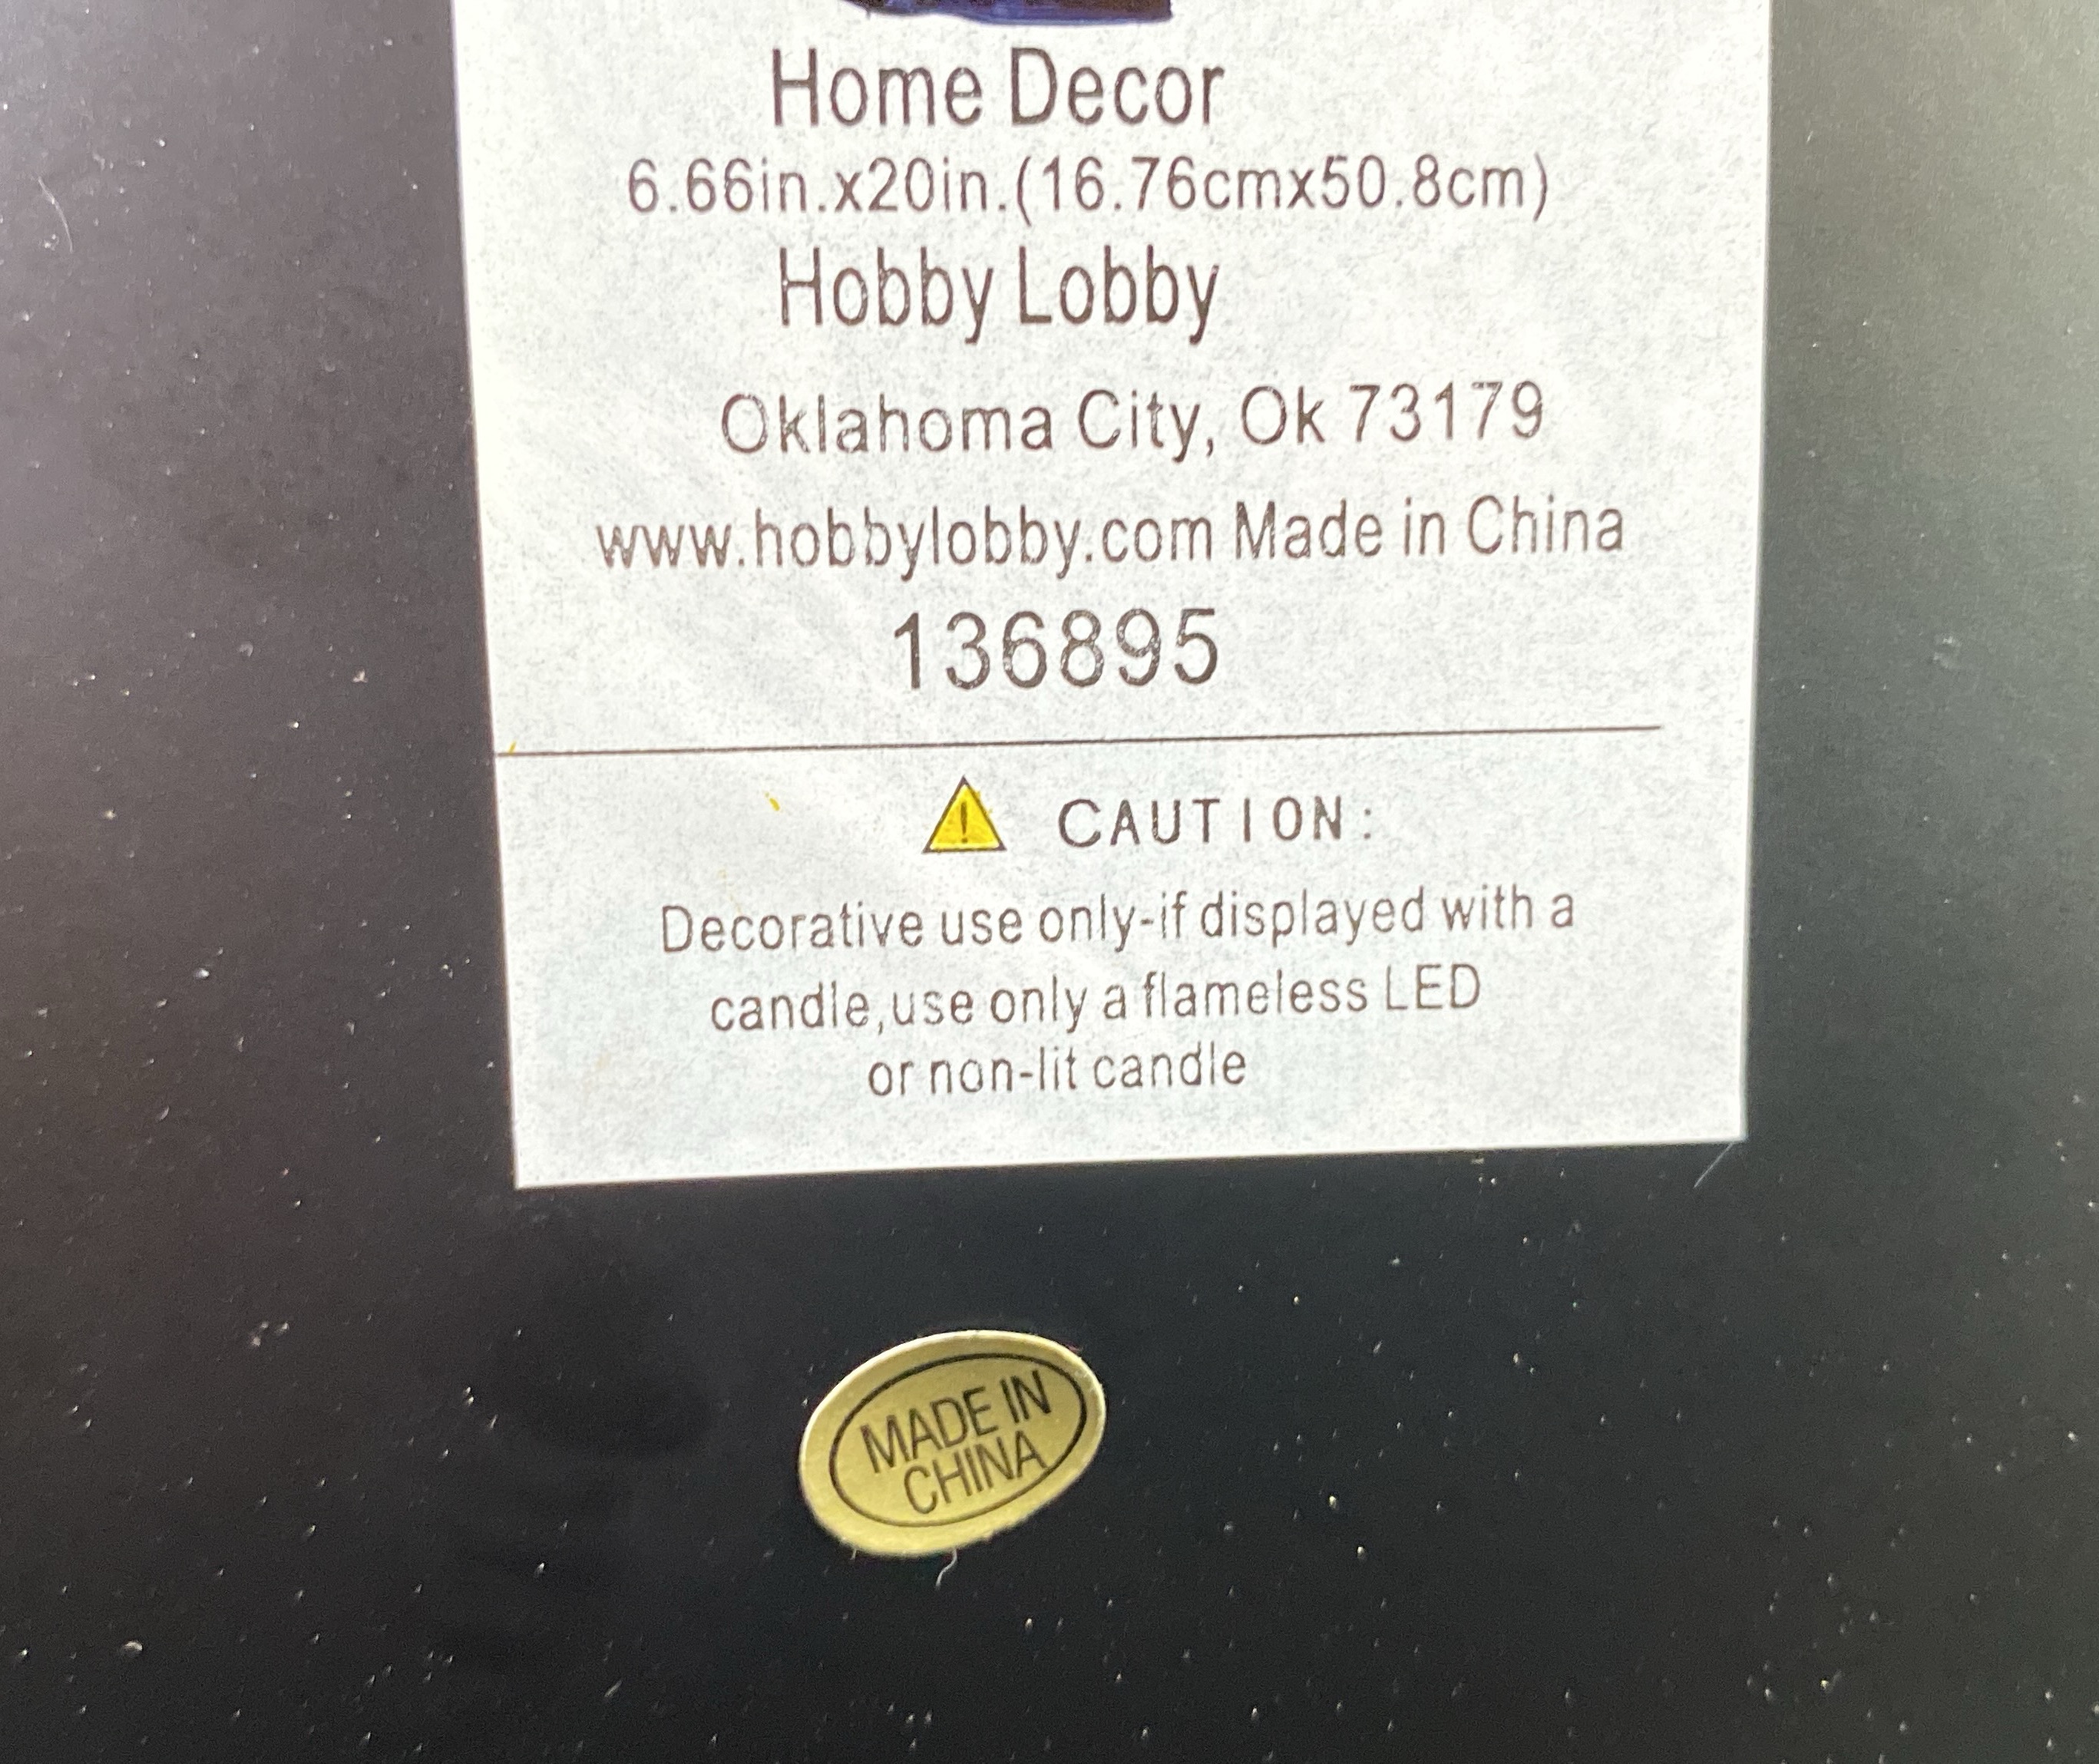 Home Decor
6.66in.x20in.(16.76cmx50.8cm)
Hobby Lobby
Oklahoma City, Ok 73179
www.hobbylobby.com Made in China
136895
CAUTION:
Decorative use only-if displayed with a
candle,use only a flameless LED
or non-lit candle
MADE IN
CHINA